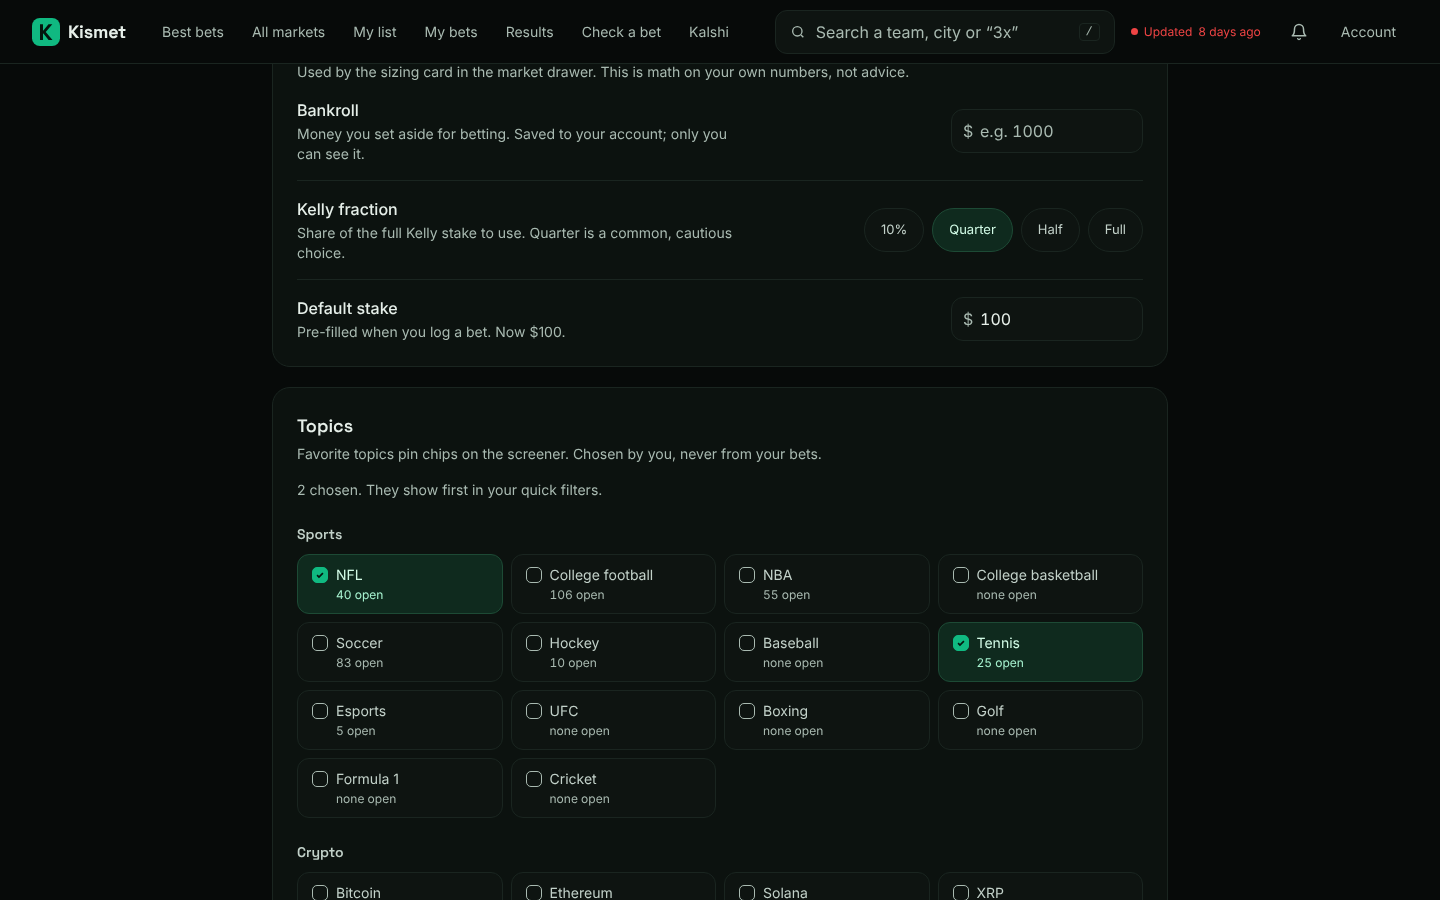 Kismet
Best bets
All markets
My list
My bets
Results
Check a bet
Kalshi
Search a team, city or “3x”
/
Updated 8 days ago
Account
Used by the sizing card in the market drawer. This is math on your own numbers, not advice.
Bankroll
Money you set aside for betting. Saved to your account; only you
can see it.
$ e.g. 1000
Kelly fraction
Share of the full Kelly stake to use. Quarter is a common, cautious
choice.
10%
Quarter
Half
Full
Default stake
Pre-filled when you log a bet. Now $100.
$ 100
Topics
Favorite topics pin chips on the screener. Chosen by you, never from your bets.
2 chosen. They show first in your quick filters.
Sports
NFL
40 open
College football
106 open
NBA
55 open
College basketball
none open
Soccer
83 open
Hockey
10 open
Baseball
none open
Tennis
25 open
Esports
5 open
UFC
none open
Boxing
none open
Golf
none open
Formula 1
none open
Cricket
none open
Crypto
Bitcoin
Ethereum
Solana
XRP